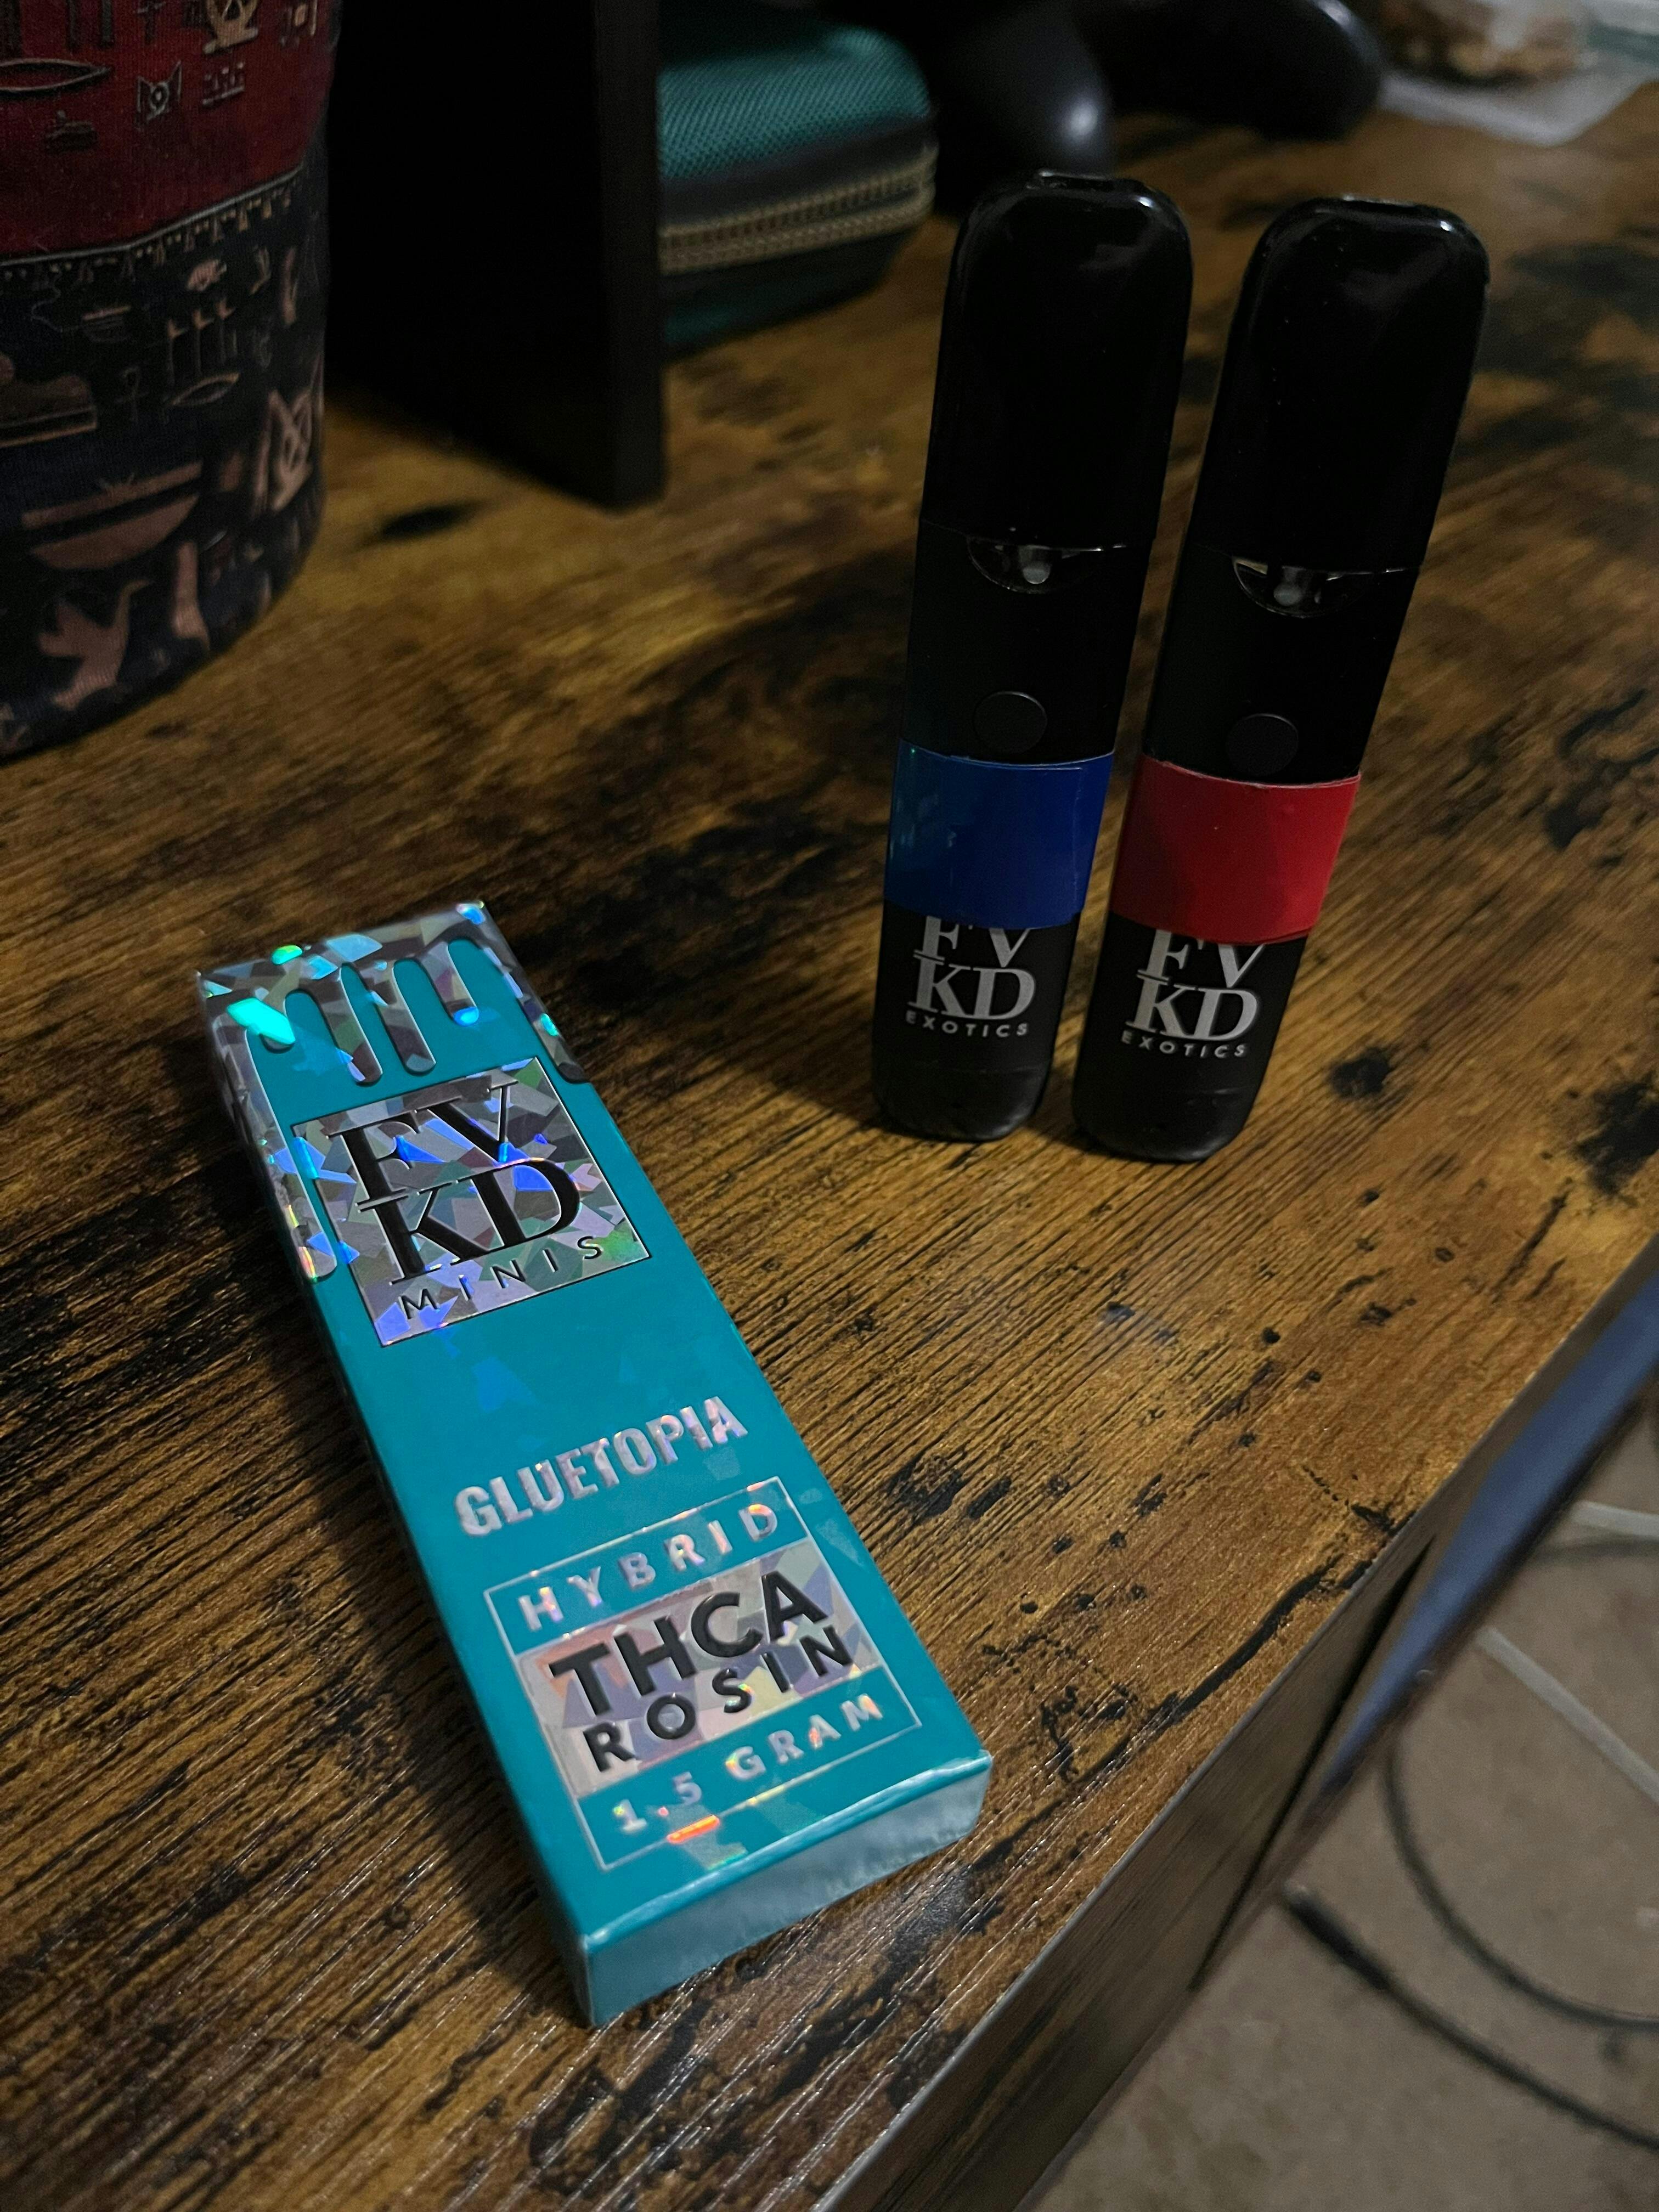 FV
KD
EXOTICS
FV
KD
EXOTICS
FV
KD
MINIS
GLUETOPIA
HYBRID
THCA
ROSIN
1.5 GRAM